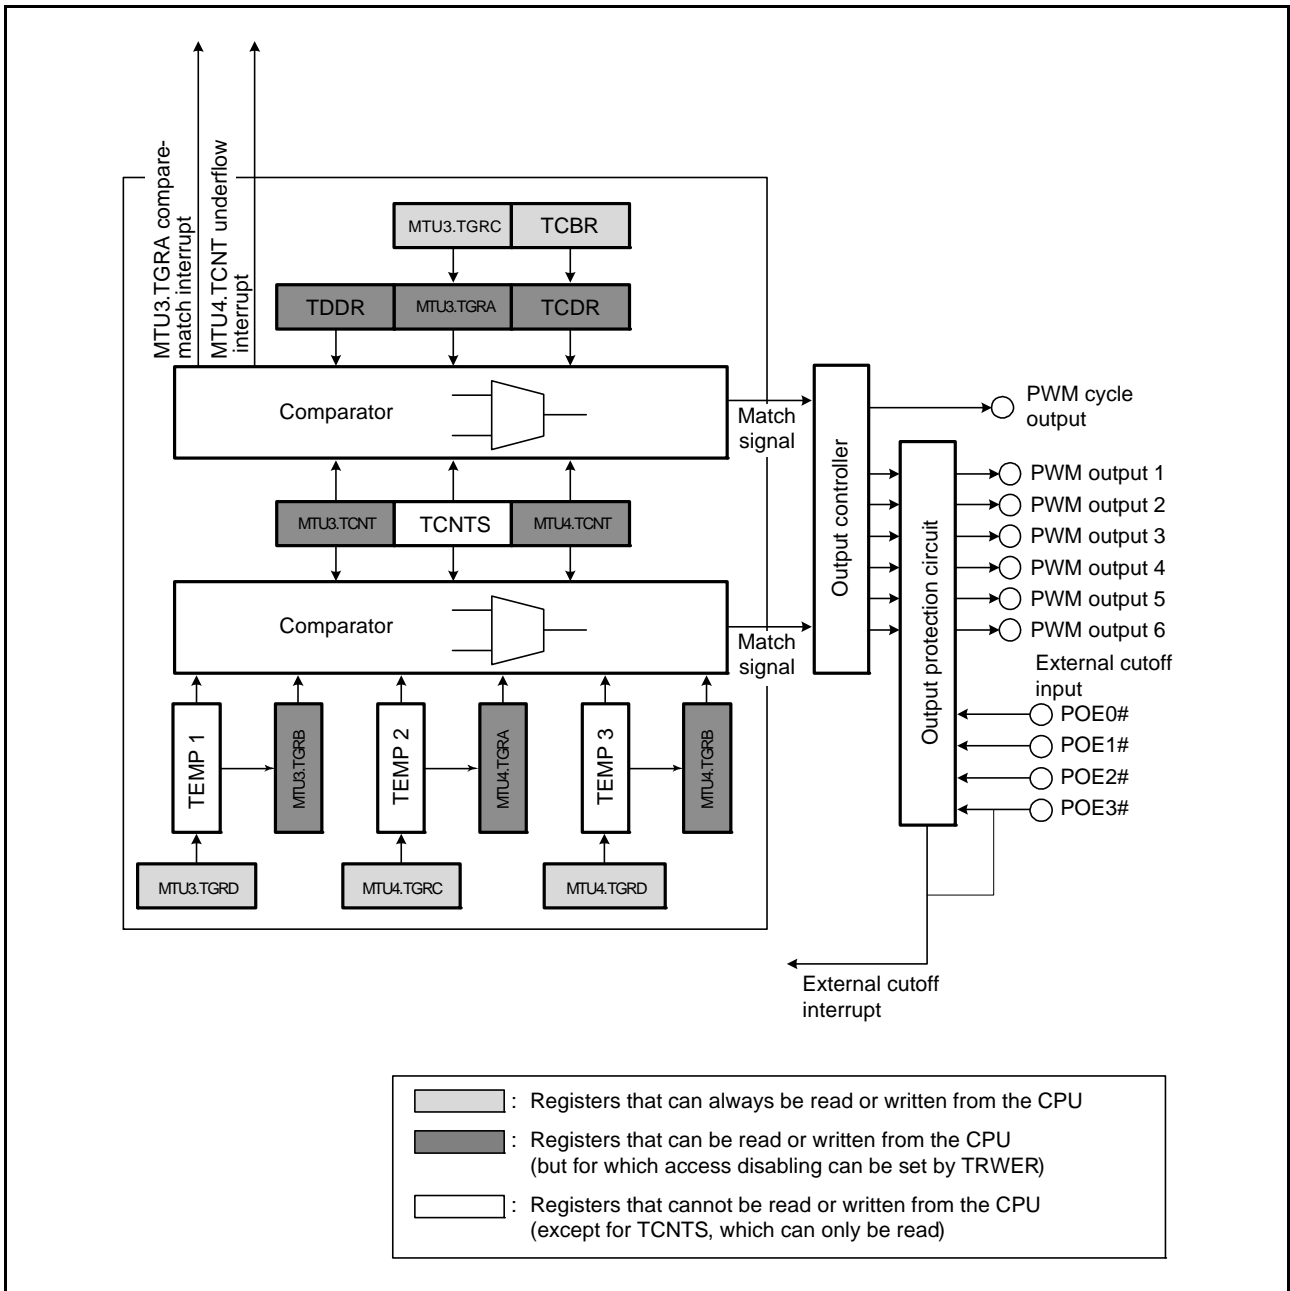 MTU3.TGRA compare-
match interrupt
MTU4.TCNT underflow
interrupt
MTU3.TGRC
TCBR
TDDR
MTU3.TGRA
TCDR
Comparator
Match
signal
PWM cycle
output
Output controller
MTU3.TCNT
TCNTS
MTU4.TCNT
Output protection circuit
PWM output 1
PWM output 2
PWM output 3
PWM output 4
PWM output 5
PWM output 6
Comparator
Match
signal
External cutoff
input
POE0#
POE1#
POE2#
POE3#
TEMP 1
MTU3.TGRB
TEMP 2
MTU4.TGRA
TEMP 3
MTU4.TGRB
MTU3.TGRD
MTU4.TGRC
MTU4.TGRD
External cutoff
interrupt
: Registers that can always be read or written from the CPU
: Registers that can be read or written from the CPU
(but for which access disabling can be set by TRWER)
: Registers that cannot be read or written from the CPU
(except for TCNTS, which can only be read)